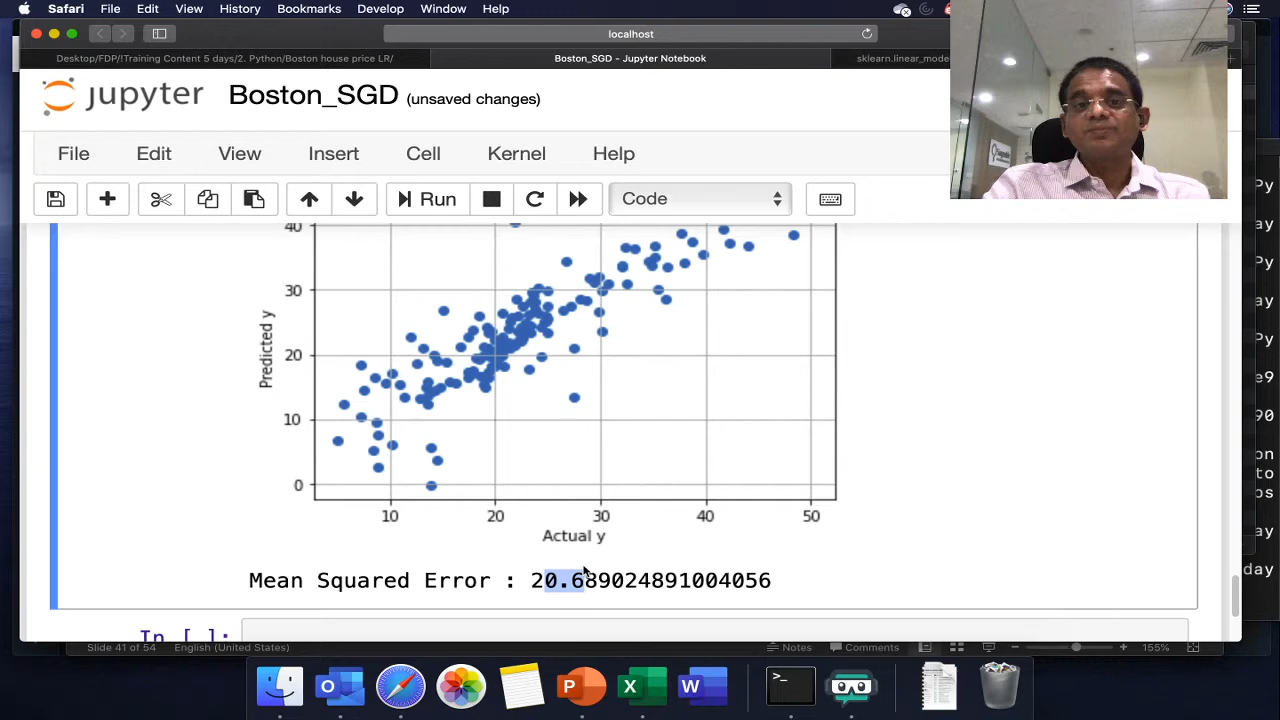 Safari File Edit View History Bookmarks Develop Window Help
localhost
Desktop/FDP/!Training Content 5 days/2. Python/Boston house price LR/
Boston_SGD - Jupyter Notebook
sklearn.linear_mode
jupyter Boston_SGD (unsaved changes)
File Edit View Insert Cell Kernel Help
Run Code
40
30
20
10
0
Predicted y
10 20 30 40 50
Actual y
Mean Squared Error : 20.689024891004056
In [ ]:
Slide 41 of 54 English (United States) Notes Comments 155%